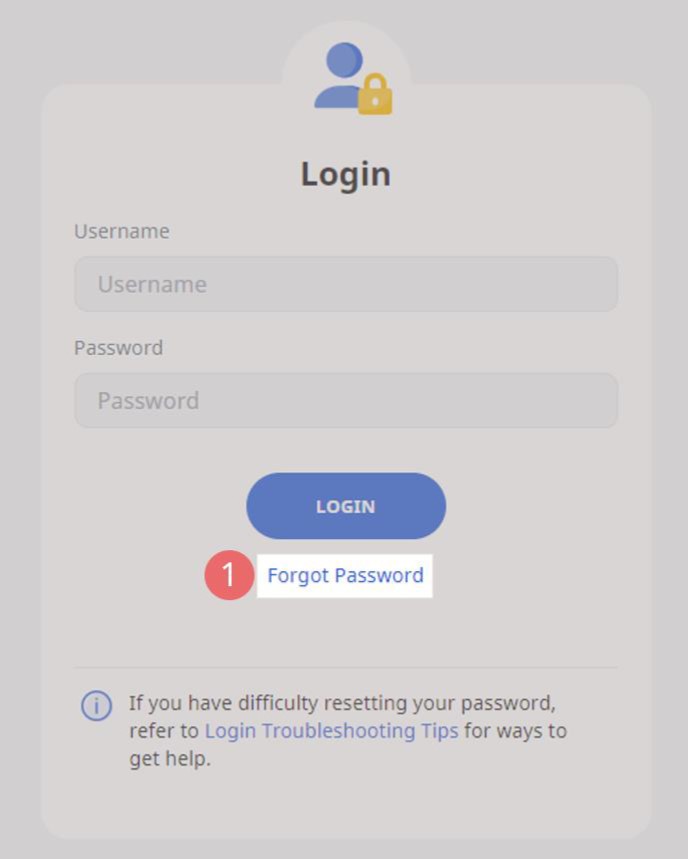 Login
Username
Username
Password
Password
LOGIN
1 Forgot Password
If you have difficulty resetting your password,
refer to Login Troubleshooting Tips for ways to
get help.